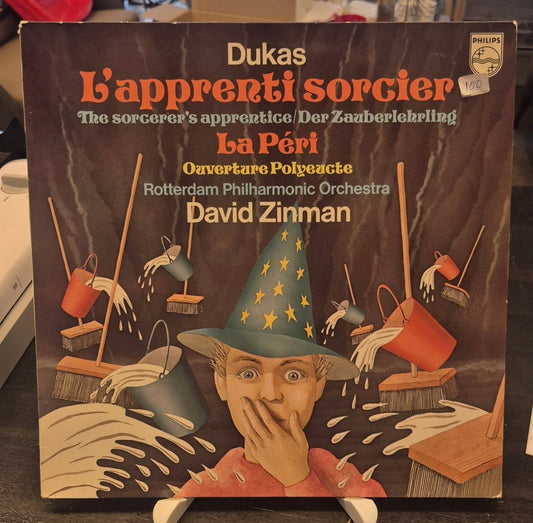 PHILIPS
Dukas
L'apprenti sorcier
100
The sorcerer's apprentice/Der Zauberlehrling
La Péri
Ouverture Polyeucte
Rotterdam Philharmonic Orchestra
David Zinman